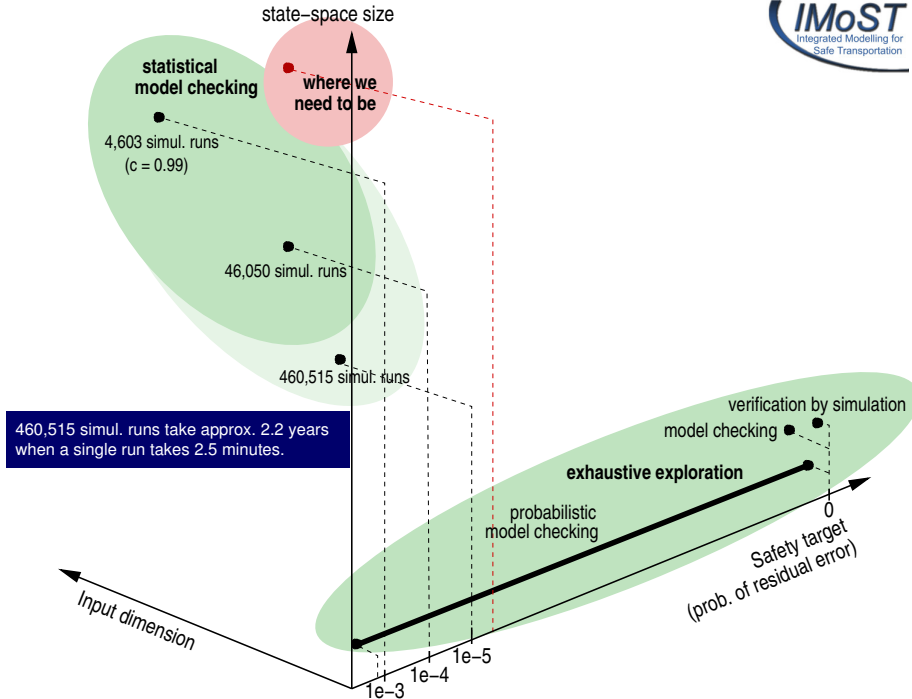 state−space size
IMoST
Integrated Modelling for
Safe Transportation
statistical
model checking
where we
need to be
4,603 simul. runs
(c = 0.99)
46,050 simul. runs
460,515 simul. runs
460,515 simul. runs take approx. 2.2 years
when a single run takes 2.5 minutes.
verification by simulation
model checking
exhaustive exploration
probabilistic
model checking
0
Safety target
(prob. of residual error)
Input dimension
1e−5
1e−4
1e−3